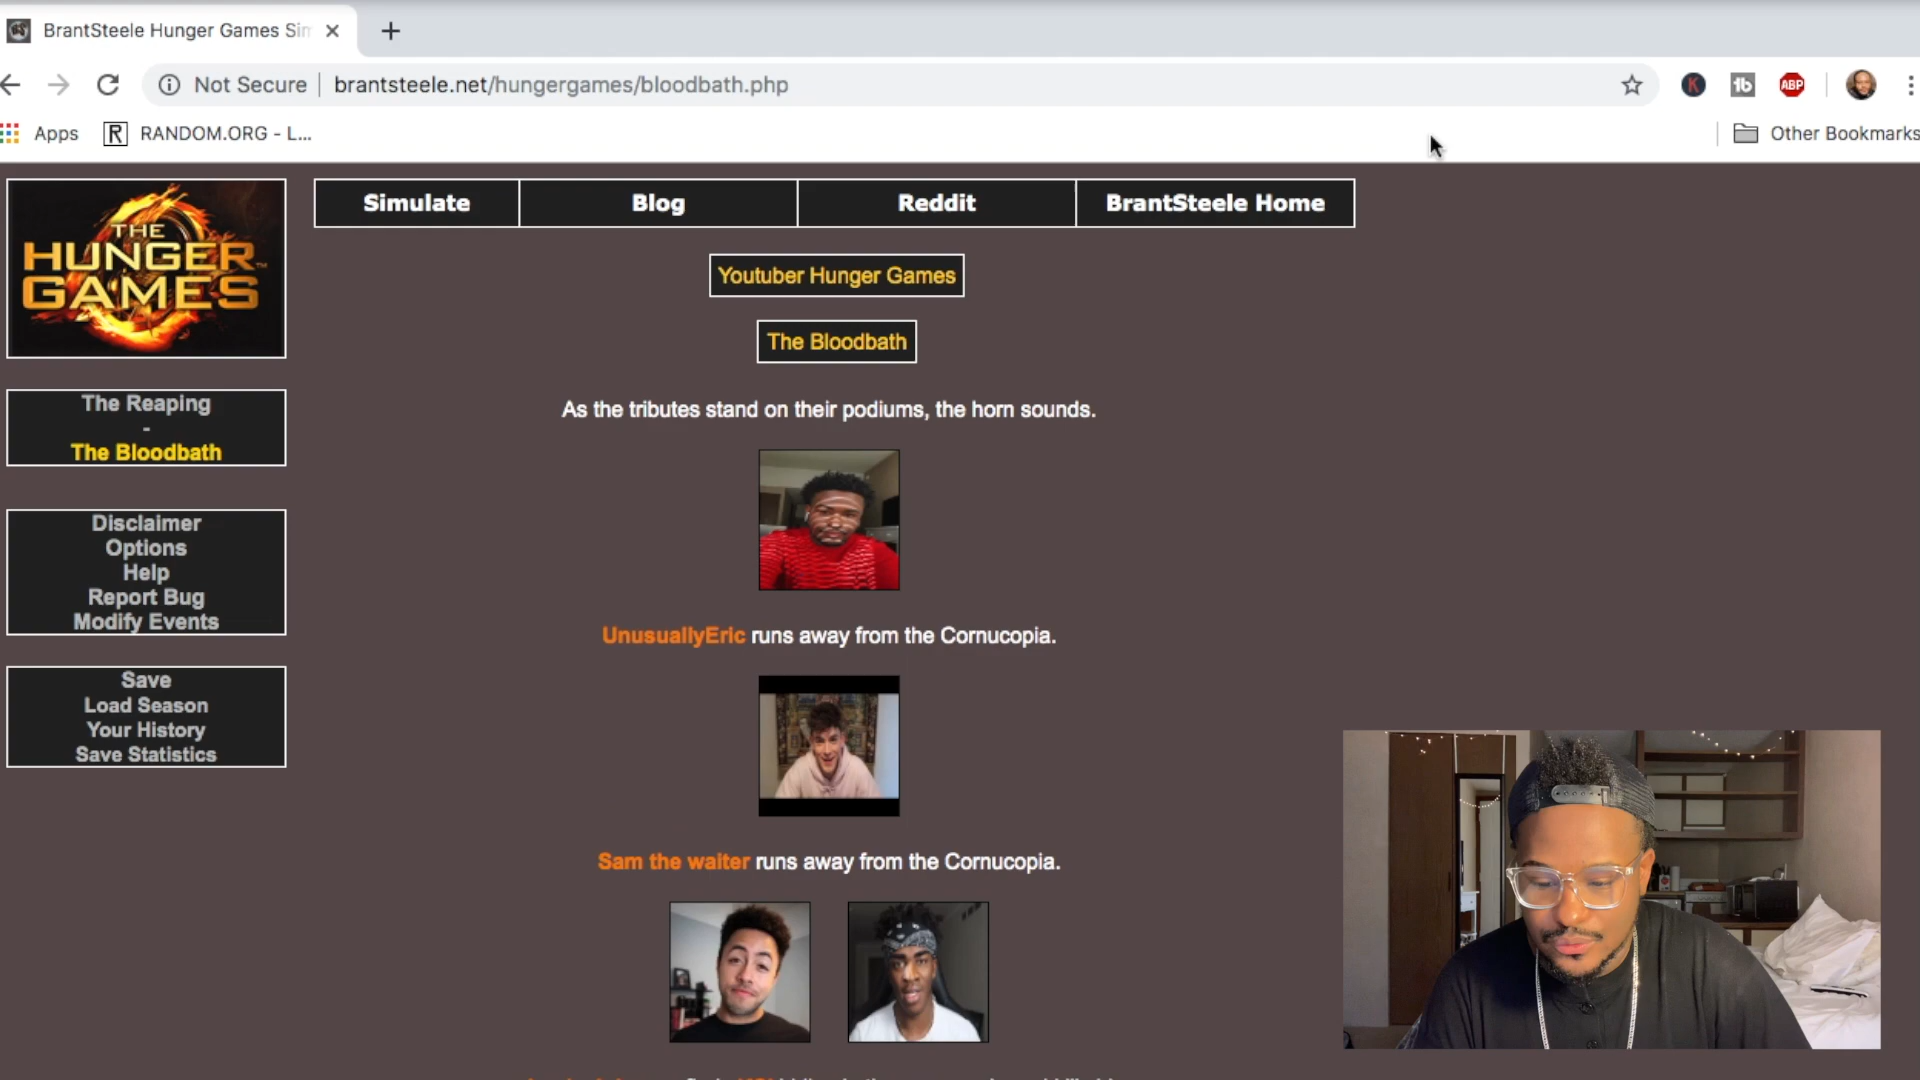 BrantSteele Hunger Games Sim
Not Secure
brantsteele.net/hungergames/bloodbath.php
K
tb
ABP
Apps
R
RANDOM.ORG - L...
Other Bookmarks
THE
HUNGER
GAMES
Simulate
Blog
Reddit
BrantSteele Home
Youtuber Hunger Games
The Bloodbath
The Reaping
-
The Bloodbath
As the tributes stand on their podiums, the horn sounds.
Disclaimer
Options
Help
Report Bug
Modify Events
UnusuallyEric runs away from the Cornucopia.
Save
Load Season
Your History
Save Statistics
Sam the waiter runs away from the Cornucopia.